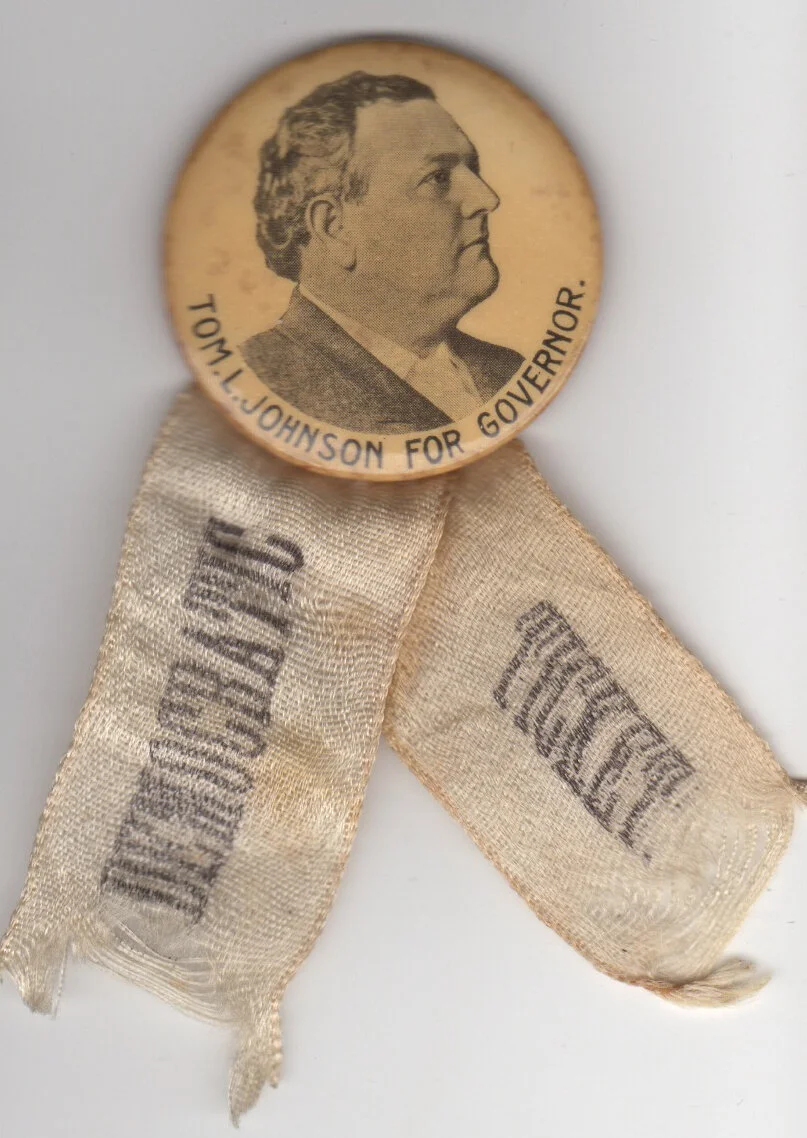 TOM. L. JOHNSON FOR GOVERNOR.
DEMOCRATIC
TICKET